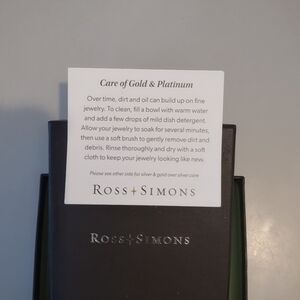 Care of Gold & Platinum
Over time, dirt and oil can build up on fine
jewelry. To clean, fill a bowl with warm water
and add a few drops of mild dish detergent.
Allow your jewelry to soak for several minutes,
then use a soft brush to gently remove dirt and
debris. Rinse thoroughly and dry with a soft
cloth to keep your jewelry looking like new.
Please see other side for silver & gold over silver care
ROSS+SIMONS
ROSS+SIMONS